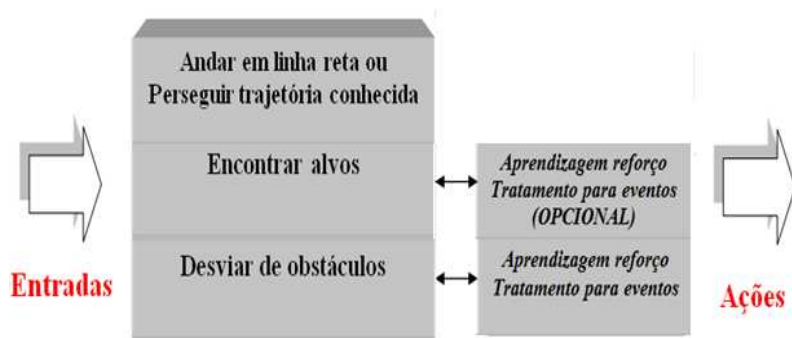 Andar em linha reta ou
Perseguir trajetória conhecida
Encontrar alvos
Aprendizagem reforço
Tratamento para eventos
(OPCIONAL)
Desviar de obstáculos
Aprendizagem reforço
Tratamento para eventos
Entradas
Ações